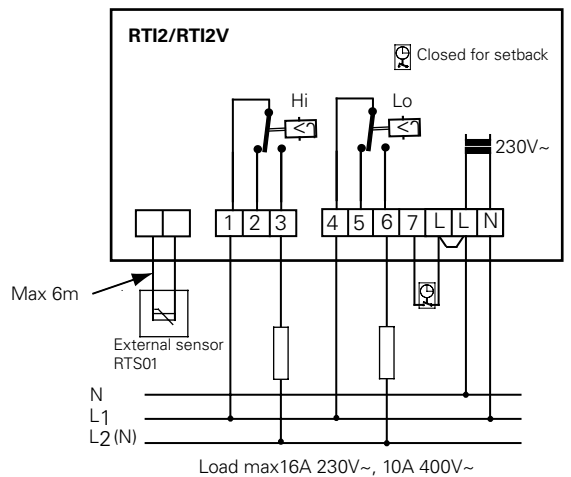 RTI2/RTI2V
Closed for setback
Hi
Lo
230V~
1 2 3
4 5 6 7 L L N
Max 6m
External sensor
RTS01
N
L1
L2 (N)
Load max16A 230V~, 10A 400V~